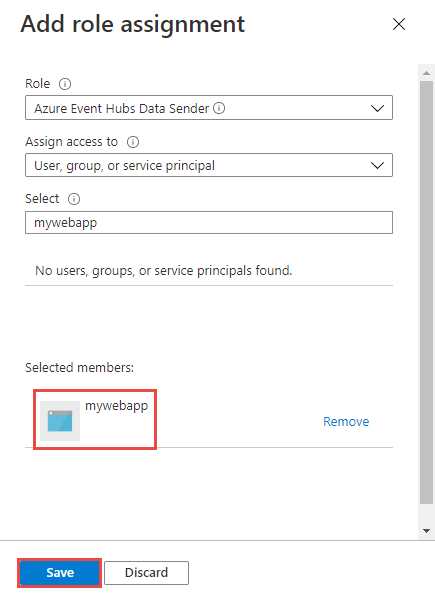 Add role assignment
Role
Azure Event Hubs Data Sender
Assign access to
User, group, or service principal
Select
mywebapp
No users, groups, or service principals found.
Selected members:
mywebapp
Remove
Save
Discard